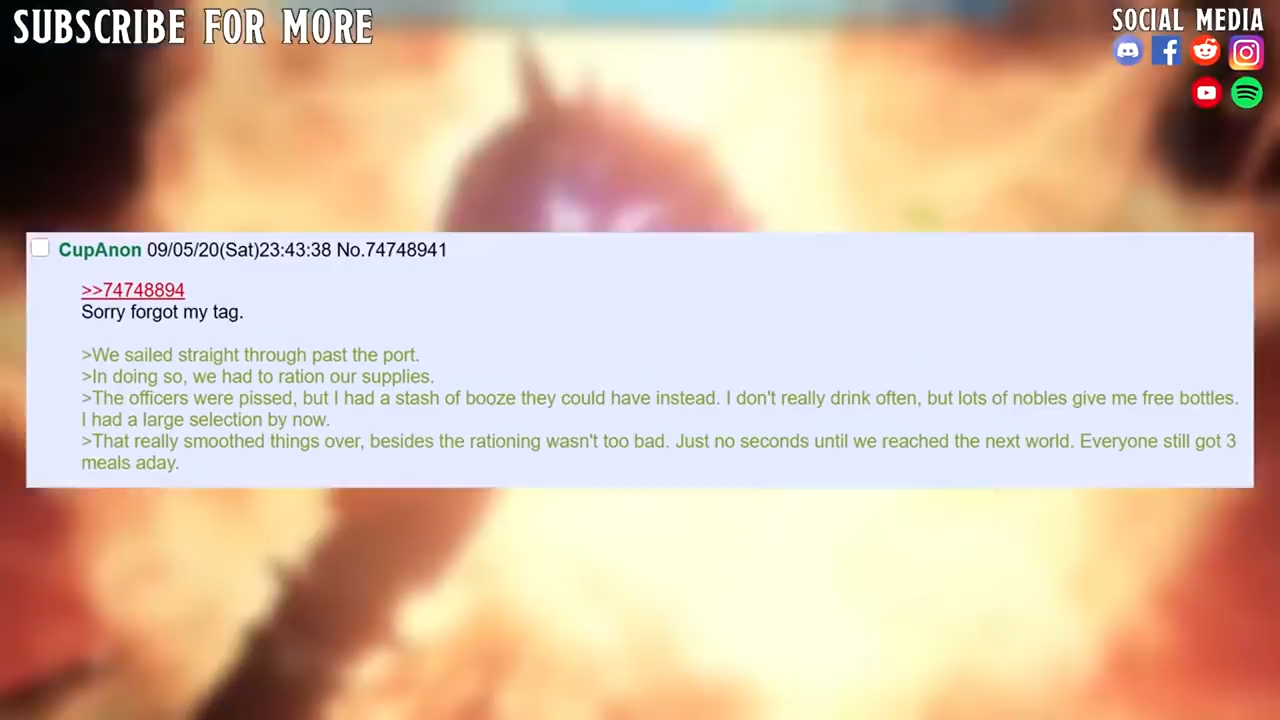 SUBSCRIBE FOR MORE
SOCIAL MEDIA
CupAnon 09/05/20(Sat)23:43:38 No.74748941
>>74748894
Sorry forgot my tag.
>We sailed straight through past the port.
>In doing so, we had to ration our supplies.
>The officers were pissed, but I had a stash of booze they could have instead. I don't really drink often, but lots of nobles give me free bottles.
I had a large selection by now.
>That really smoothed things over, besides the rationing wasn't too bad. Just no seconds until we reached the next world. Everyone still got 3
meals aday.